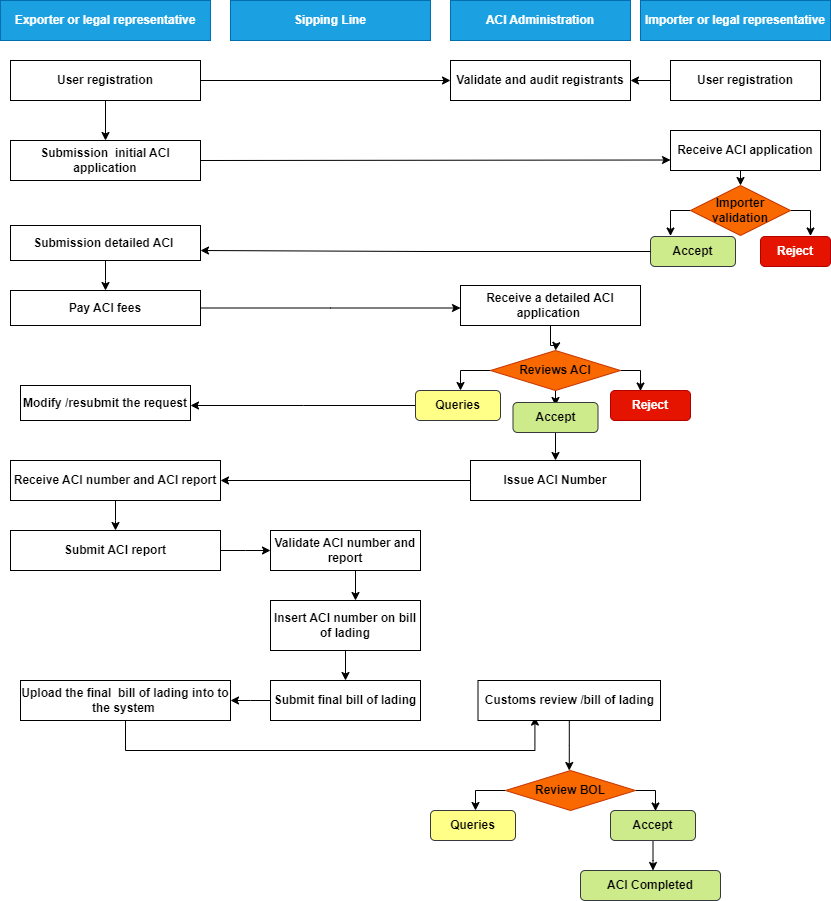 Exporter or legal representative
Sipping Line
ACI Administration
Importer or legal representative
User registration
Validate and audit registrants
User registration
Submission  initial ACI
application
Receive ACI application
Importer
validation
Submission detailed ACI
Accept
Reject
Pay ACI fees
Receive a detailed ACI
application
Reviews ACI
Modify /resubmit the request
Queries
Accept
Reject
Receive ACI number and ACI report
Issue ACI Number
Submit ACI report
Validate ACI number and
report
Insert ACI number on bill
of lading
Upload the final  bill of lading into to
the system
Submit final bill of lading
Customs review /bill of lading
Review BOL
Queries
Accept
ACI Completed